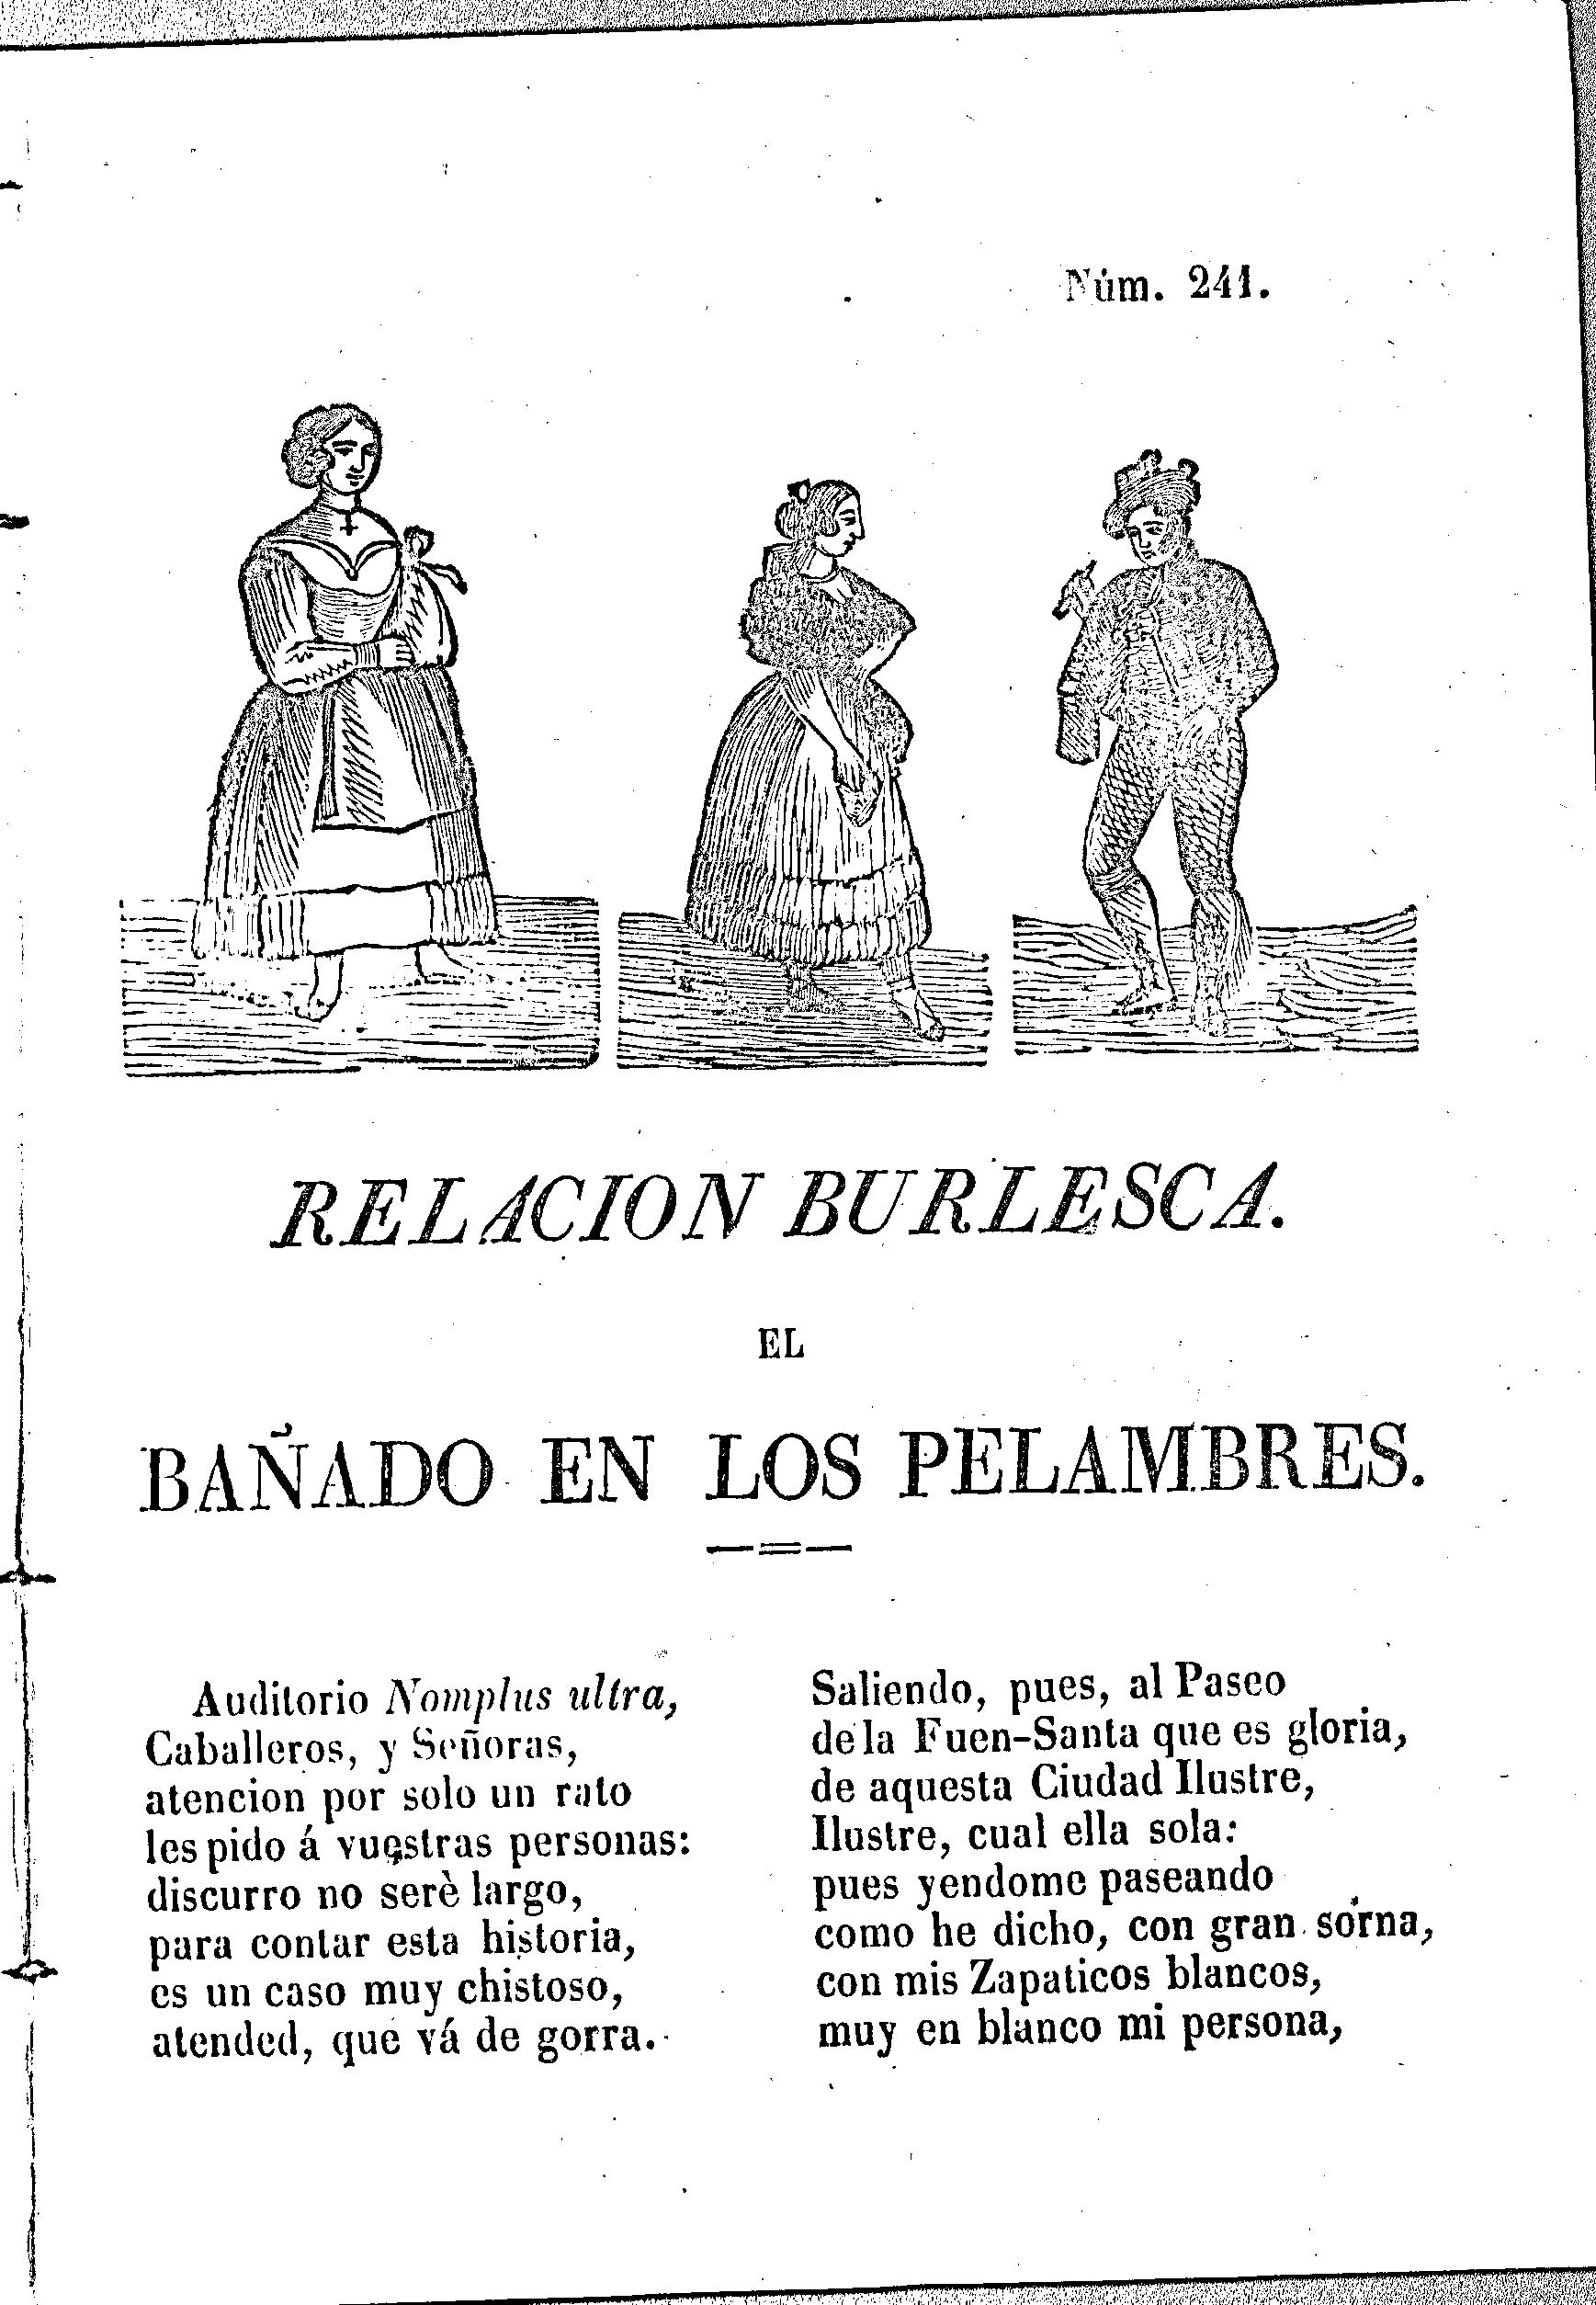 Núm. 241.
RELACION BURLESCA.
EL
BAÑADO EN LOS PELAMBRES.
Auditorio Nomplus ultra,
Caballeros, y Señoras,
atencion por solo un rato
les pido á vuestras personas:
discurro no serè largo,
para contar esta historia,
es un caso muy chistoso,
atended, que vá de gorra.
Saliendo, pues, al Paseo
de la Fuen-Santa que es gloria,
de aquesta Ciudad Ilustre,
Ilustre, cual ella sola:
pues yendome paseando
como he dicho, con gran sorna,
con mis Zapaticos blancos,
muy en blanco mi persona,